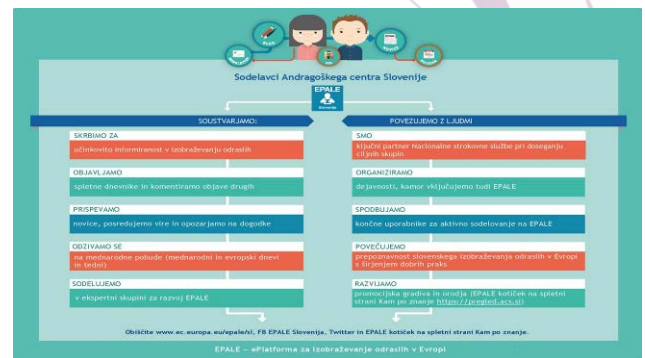 Sodelavci Andragoškega centra Slovenije
EPALE
Slovenija
SOUSTVARJAMO:
SKRBIMO ZA
učinkovito informiranost v izobraževanju odraslih
OBJAVLJAMO
spletne dnevnike in komentiramo objave drugih
PRISPEVAMO
novice, posredujemo vire in opozarjamo na dogodke
ODZIVAMO SE
na mednarodne pobude (mednarodni in evropski dnevi
in tedni)
SODELUJEMO
v ekspertni skupini za razvoj EPALE
POVEZUJEMO Z LJUDMI
SMO
ključni partner Nacionalne strokovne službe pri doseganju
ciljnih skupin
ORGANIZIRAMO
dejavnosti, kamor vključujemo tudi EPALE
SPODBUJAMO
končne uporabnike za aktivno sodelovanje na EPALE
POVEČUJEMO
prepoznavnost slovenskega izobraževanja odraslih v Evropi
s širjenjem dobrih praks
RAZVIJAMO
promocijska gradiva in orodja (EPALE kotiček na spletni
strani Kam po znanje https://pregled.acs.si)
Obiščite www.ec.europa.eu/epale/sl, FB EPALE Slovenija, Twitter in EPALE kotiček na spletni strani Kam po znanje.
EPALE – ePlatforma za izobraževanje odraslih v Evropi